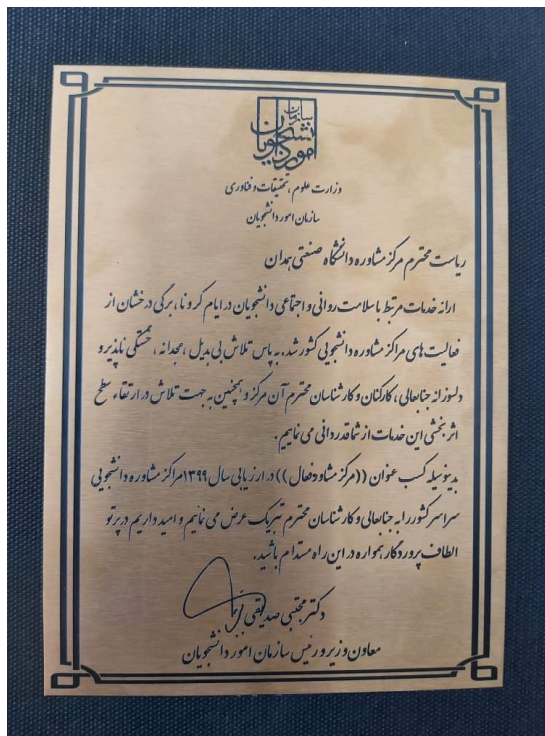 سازمان
امور دانشجویان
وزارت علوم، تحقیقات و فناوری
سازمان امور دانشجویان
ریاست محترم مرکز مشاوره دانشگاه صنعتی همدان
ارائه خدمات مرتبط با سلامت روانی و اجتماعی دانشجویان در ایام کرونا، برگی درخشان از
فعالیت های مراکز مشاوره دانشجویی کشور شد. به پاس تلاش بی بدیل، مجدانه، خستگی ناپذیر و
دلسوزانه جنابعالی، کارکنان و کارشناسان محترم آن مرکز و همچنین به جهت تلاش در ارتقاء سطح
اثربخشی این خدمات از شما قدردانی می نماییم.
بدینوسیله کسب عنوان ((مرکز مشاوره فعال)) در ارزیابی سال ۱۳۹۹ مراکز مشاوره دانشجویی
سراسر کشور را به جنابعالی و کارشناسان محترم تبریک عرض می نمائیم و امید داریم در پرتو
الطاف پروردگار همواره در این راه مستدام باشید.
دکتر مجتبی صدیقی
معاون وزیر و رئیس سازمان امور دانشجویان